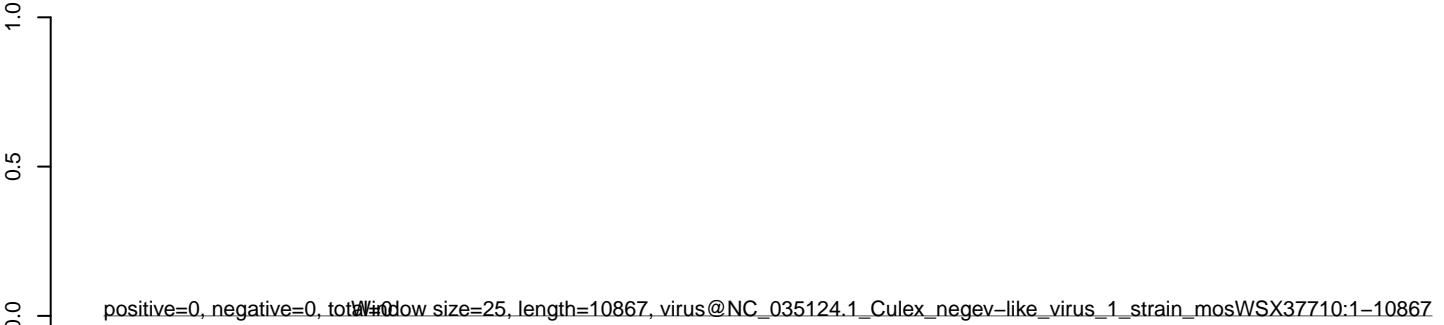 1.0
0.5
0.0
positive=0, negative=0, total=0
Window size=25, length=10867, virus@NC_035124.1_Culex_negev−like_virus_1_strain_mosWSX37710:1−10867